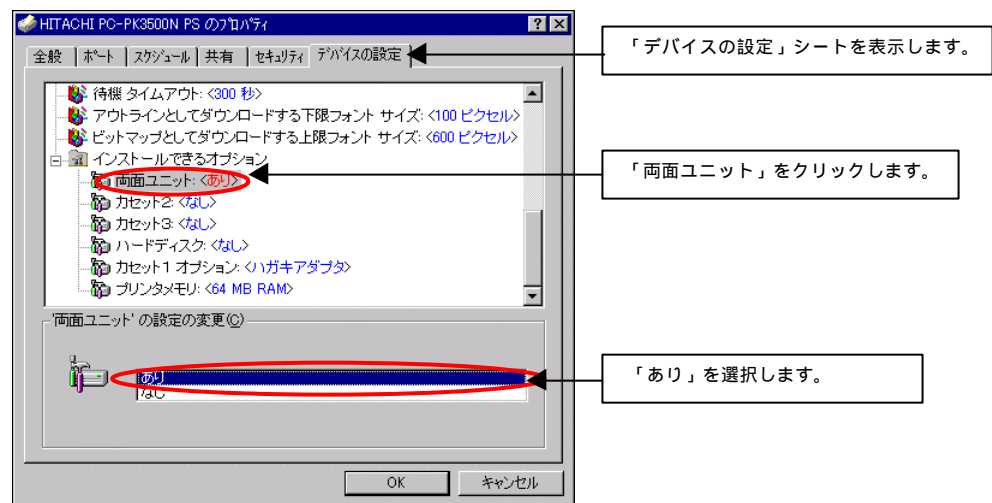 HITACHI PC-PK3500N PS のプロパティ
全般 ポート スケジュール 共有 セキュリティ デバイスの設定
待機 タイムアウト: <300 秒>
アウトラインとしてダウンロードする下限フォント サイズ: <100 ピクセル>
ビットマップとしてダウンロードする上限フォント サイズ: <600 ピクセル>
インストールできるオプション
両面ユニット: <あり>
カセット2: <なし>
カセット3: <なし>
ハードディスク: <なし>
カセット1 オプション: <ハガキアダプタ>
プリンタメモリ: <64 MB RAM>
'両面ユニット' の設定の変更(C)
あり
なし
OK キャンセル
「デバイスの設定」シートを表示します。
「両面ユニット」をクリックします。
「あり」を選択します。